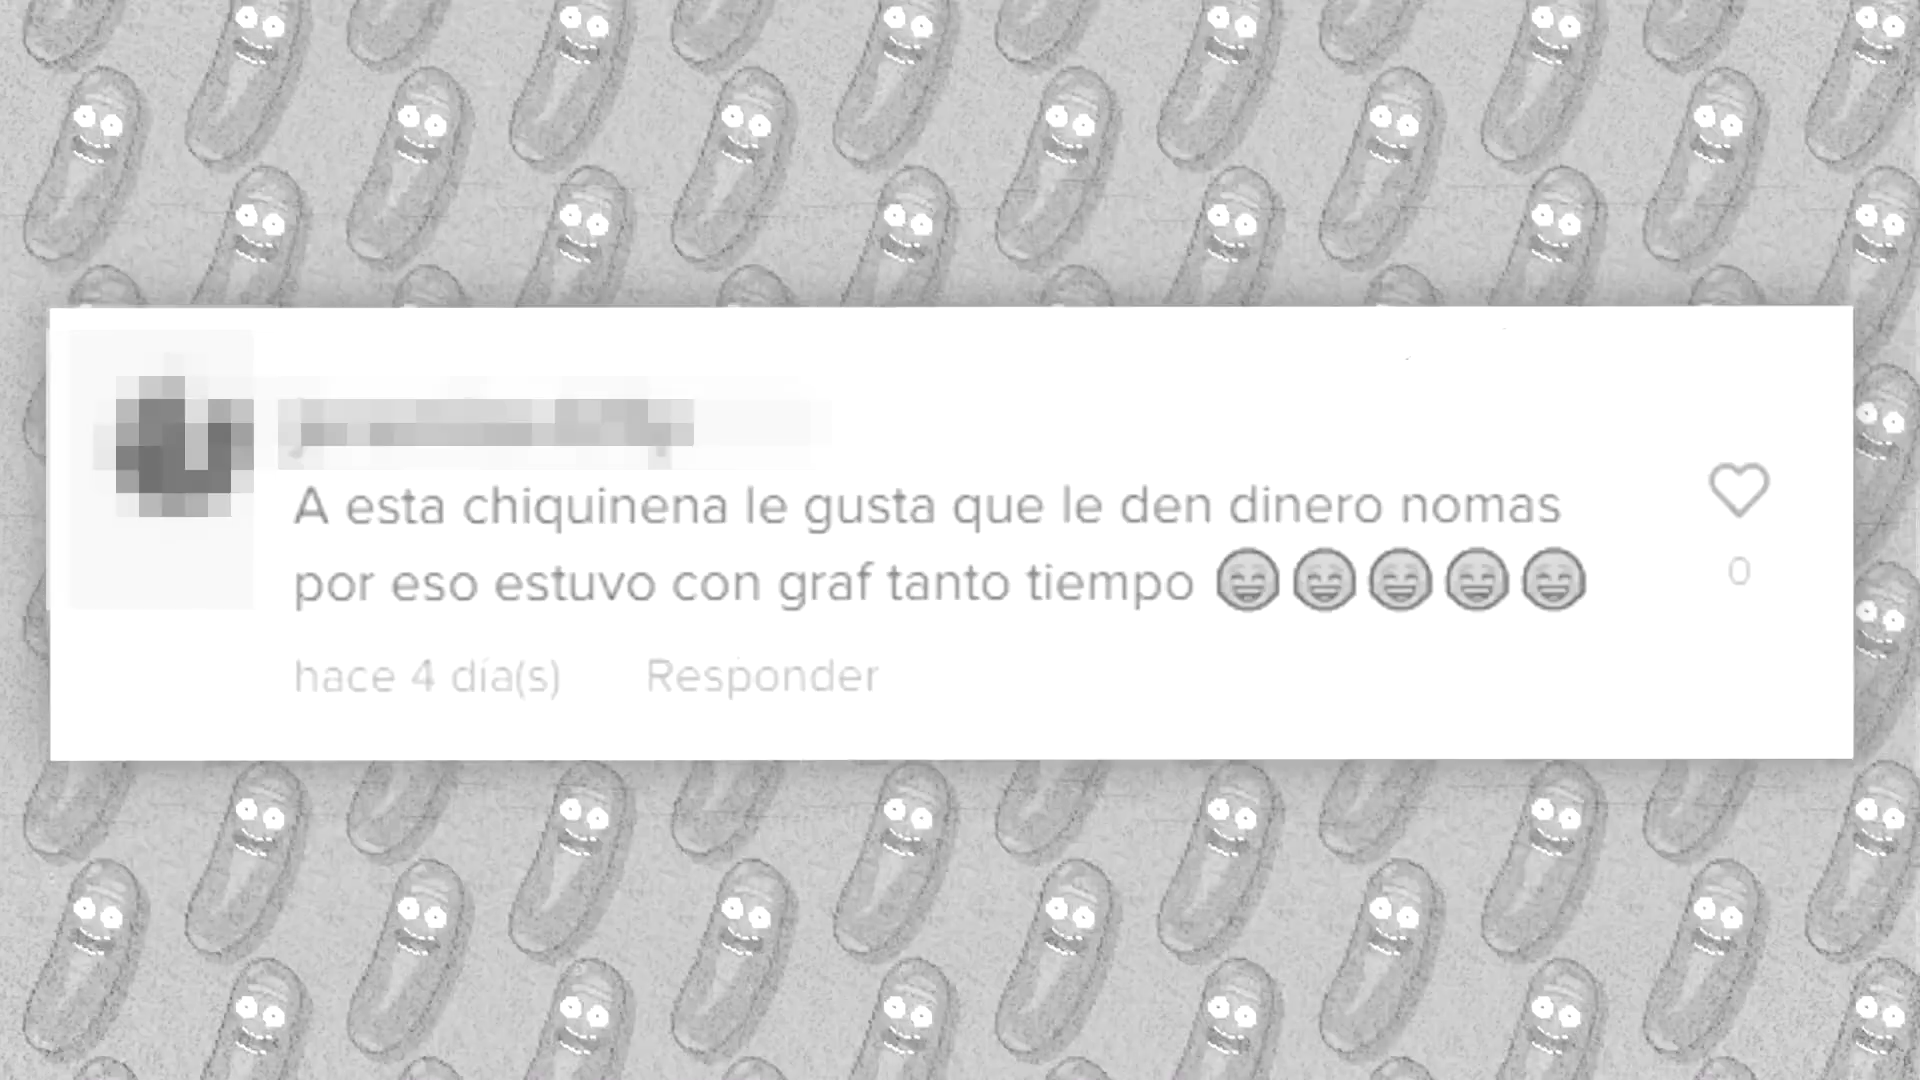 A esta chiquinena le gusta que le den dinero nomas
por eso estuvo con graf tanto tiempo 😄😄😄😄😄
0
hace 4 día(s) Responder